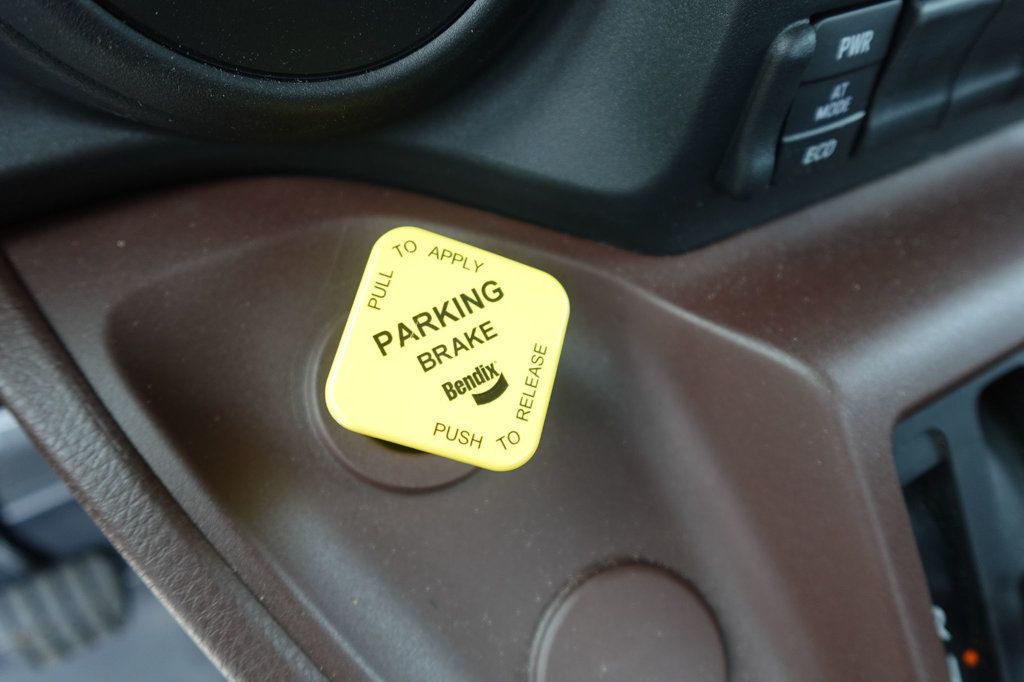 PWR
AT
MODE
ECO
PULL TO APPLY
PARKING
BRAKE
Bendix
PUSH TO RELEASE
R